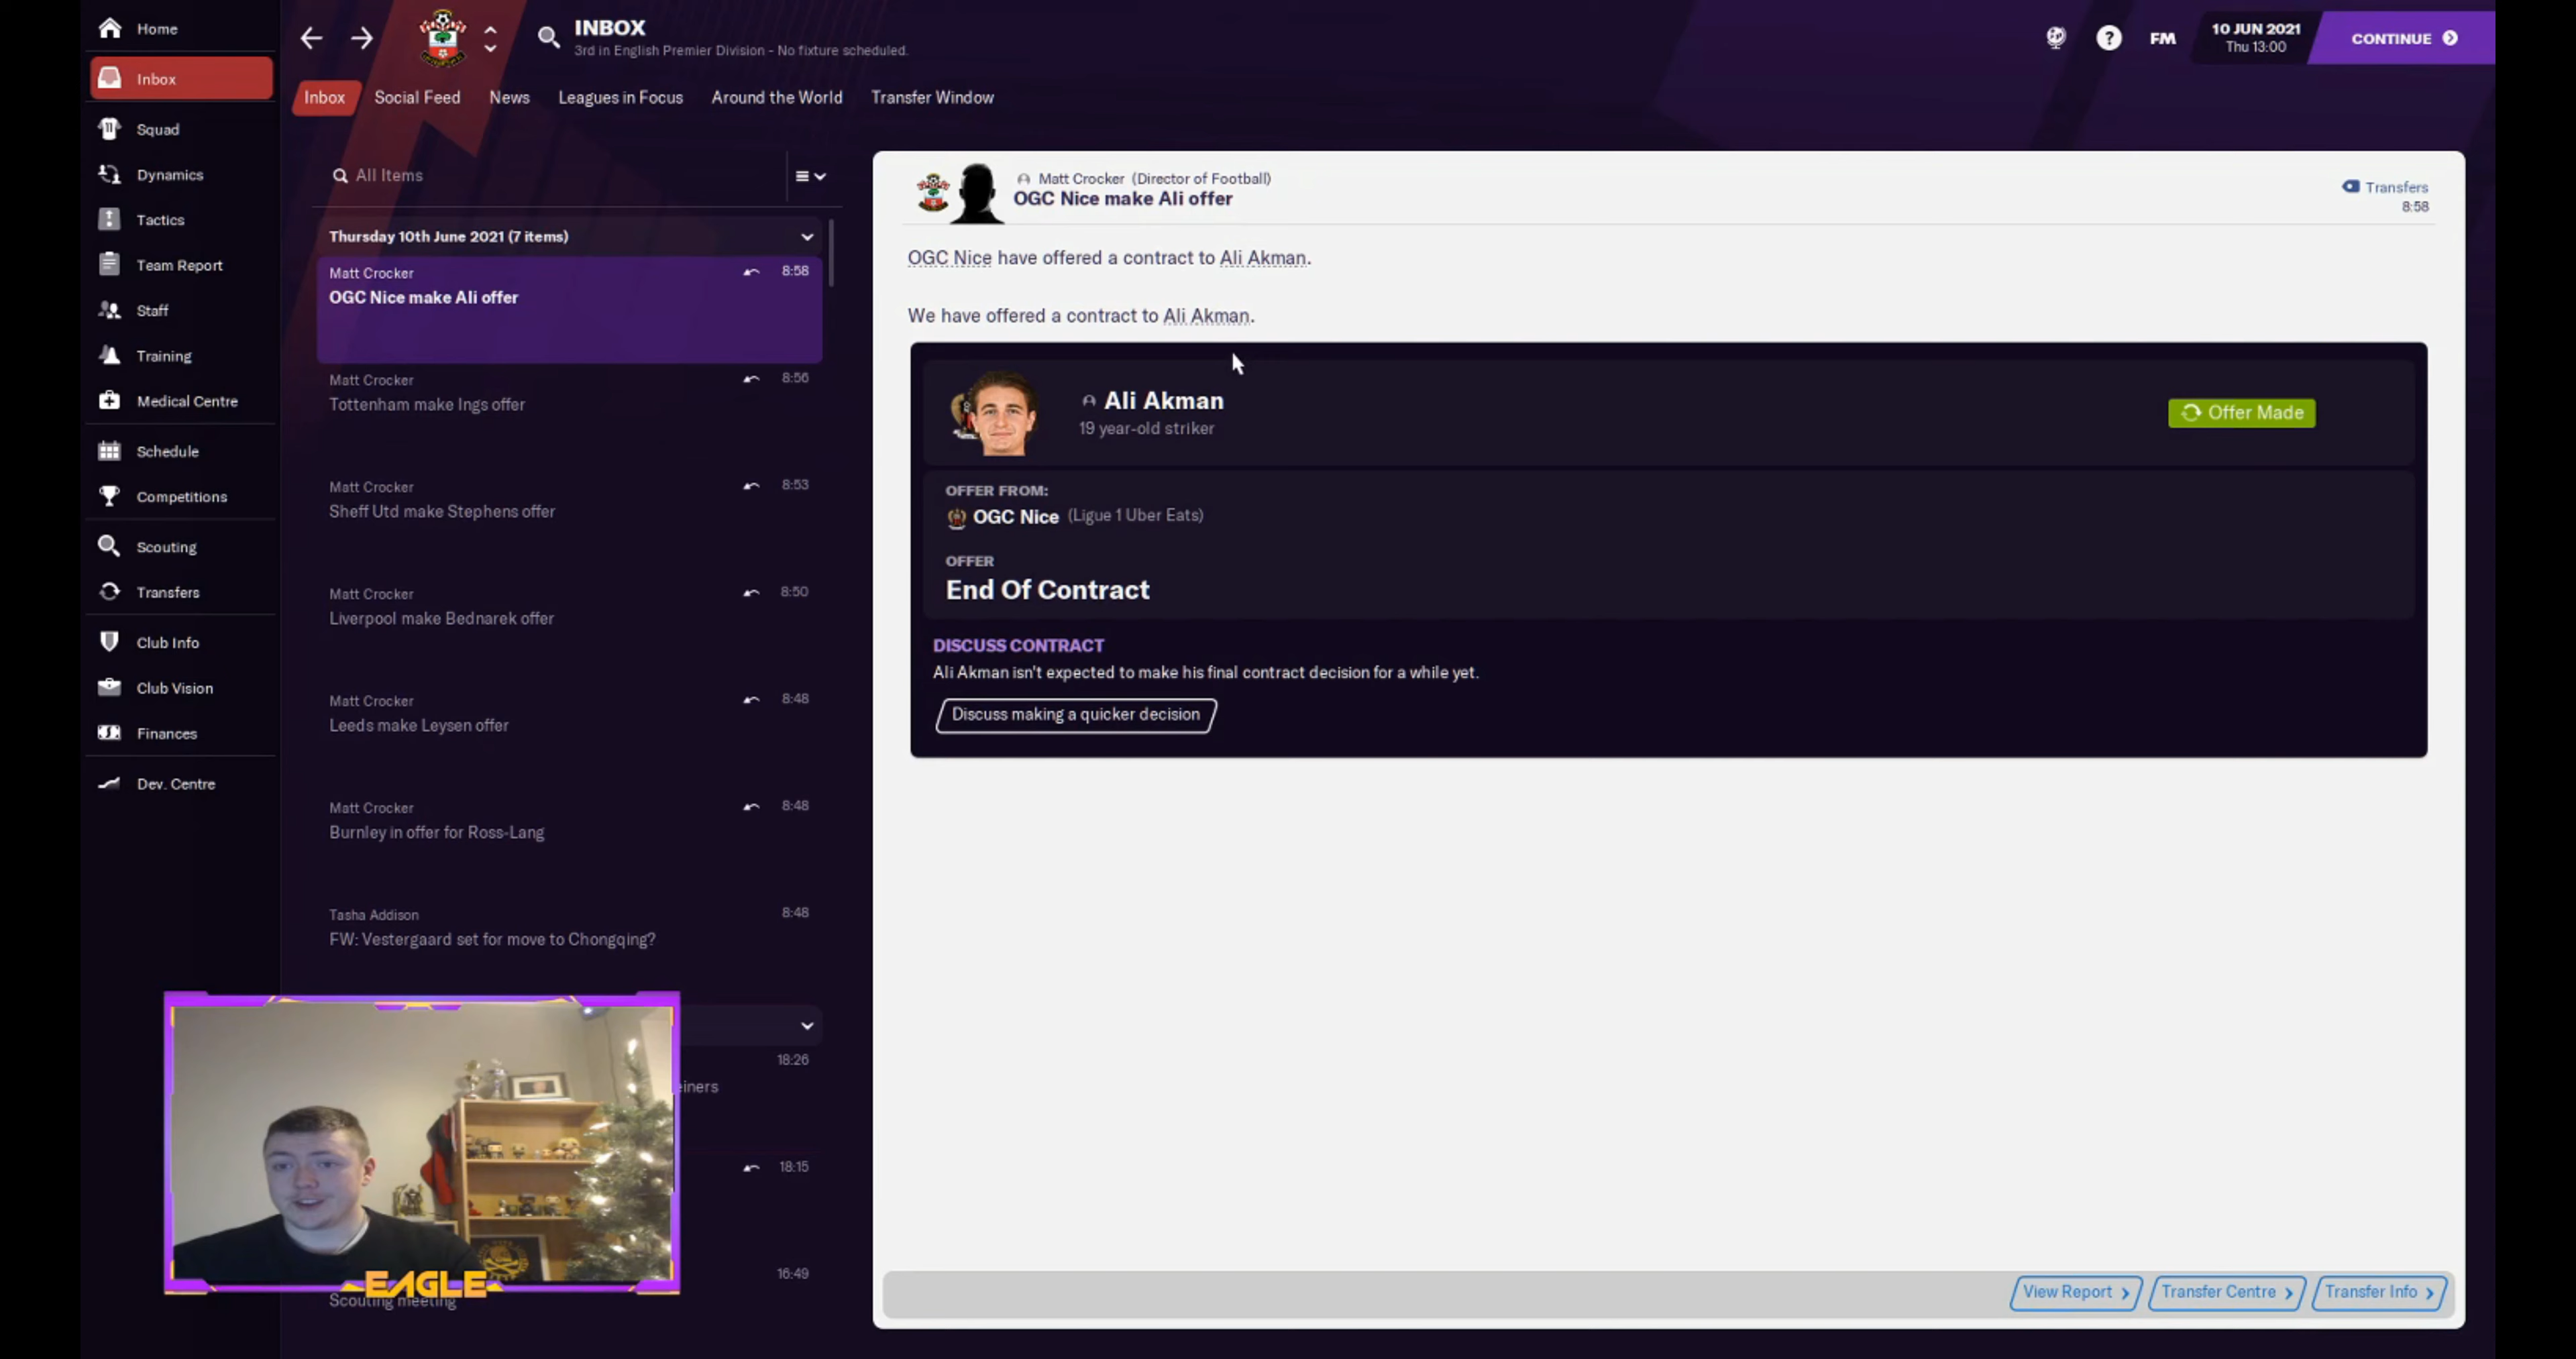 Home
Inbox
Squad
Dynamics
Tactics
Team Report
Staff
Training
Medical Centre
Schedule
Competitions
Scouting
Transfers
Club Info
Club Vision
Finances
Dev. Centre
INBOX
3rd in English Premier Division - No fixture scheduled.
FM
10 JUN 2021
Thu 13:00
CONTINUE
Inbox Social Feed News Leagues in Focus Around the World Transfer Window
All Items
Thursday 10th June 2021 (7 items)
Matt Crocker 8:58
OGC Nice make Ali offer
Matt Crocker 8:56
Tottenham make Ings offer
Matt Crocker 8:53
Sheff Utd make Stephens offer
Matt Crocker 8:50
Liverpool make Bednarek offer
Matt Crocker 8:48
Leeds make Leysen offer
Matt Crocker 8:48
Burnley in offer for Ross-Lang
Tasha Addison 8:48
FW: Vestergaard set for move to Chongqing?
18:26
einers
18:15
16:49
Scouting meeting
EAGLE
Matt Crocker (Director of Football)
OGC Nice make Ali offer
Transfers
8:58
OGC Nice have offered a contract to Ali Akman.
We have offered a contract to Ali Akman.
Ali Akman
19 year-old striker
Offer Made
OFFER FROM:
OGC Nice (Ligue 1 Uber Eats)
OFFER
End Of Contract
DISCUSS CONTRACT
Ali Akman isn't expected to make his final contract decision for a while yet.
Discuss making a quicker decision
View Report Transfer Centre Transfer Info